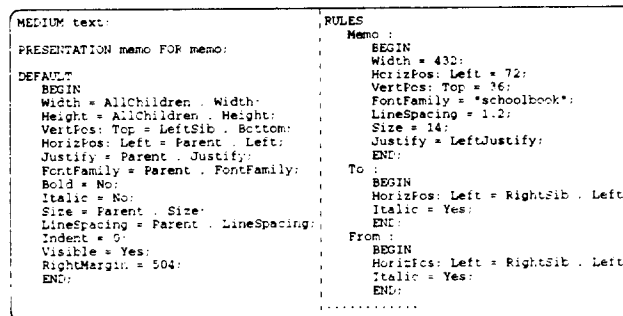 MEDIUM text;
PRESENTATION memo FOR memo;
DEFAULT
BEGIN
Width = AllChildren . Width;
Height = AllChildren . Height;
VertPos: Top = LeftSib . Bottom;
HorizPos: Left = Parent . Left;
Justify = Parent . Justify;
FontFamily = Parent . FontFamily;
Bold = No;
Italic = No;
Size = Parent . Size;
LineSpacing = Parent . LineSpacing;
Indent = 0;
Visible = Yes;
RightMargin = 504;
END;
RULES
Memo :
BEGIN
Width = 432;
HorizPos: Left = 72;
VertPos: Top = 36;
FontFamily = "schoolbook";
LineSpacing = 1.2;
Size = 14;
Justify = LeftJustify;
END;
To :
BEGIN
HorizPos: Left = RightSib . Left
Italic = Yes;
END;
From :
BEGIN
HorizPos: Left = RightSib . Left
Italic = Yes;
END;
............